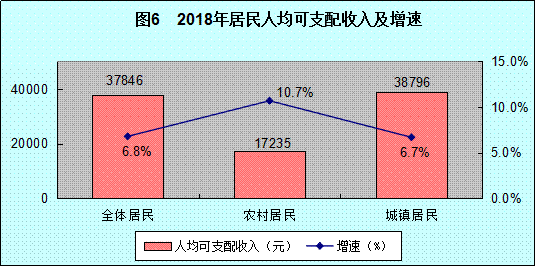 图6 2018年居民人均可支配收入及增速
37846
10.7%
38796
15.0%
40000
10.0%
20000
6.8%
17235
6.7%
5.0%
0
0.0%
全体居民
农村居民
城镇居民
人均可支配收入（元）
增速（%）